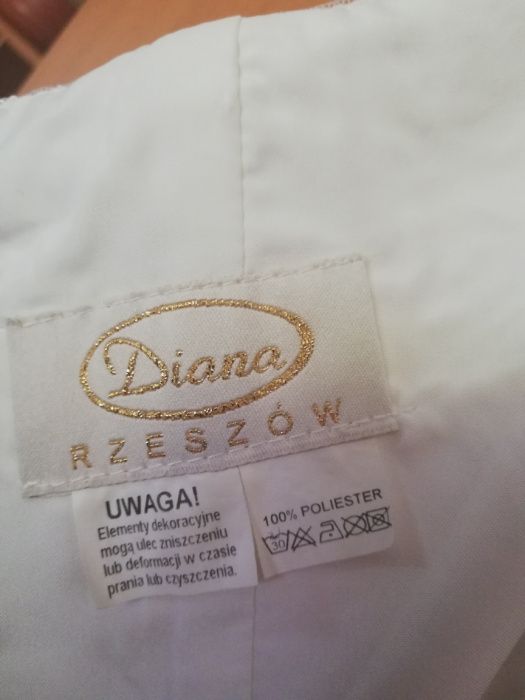 Diana
RZESZÓW
UWAGA!
Elementy dekoracyjne
mogą ulec zniszczeniu
lub deformacji w czasie
prania lub czyszczenia.
100% POLIESTER
30